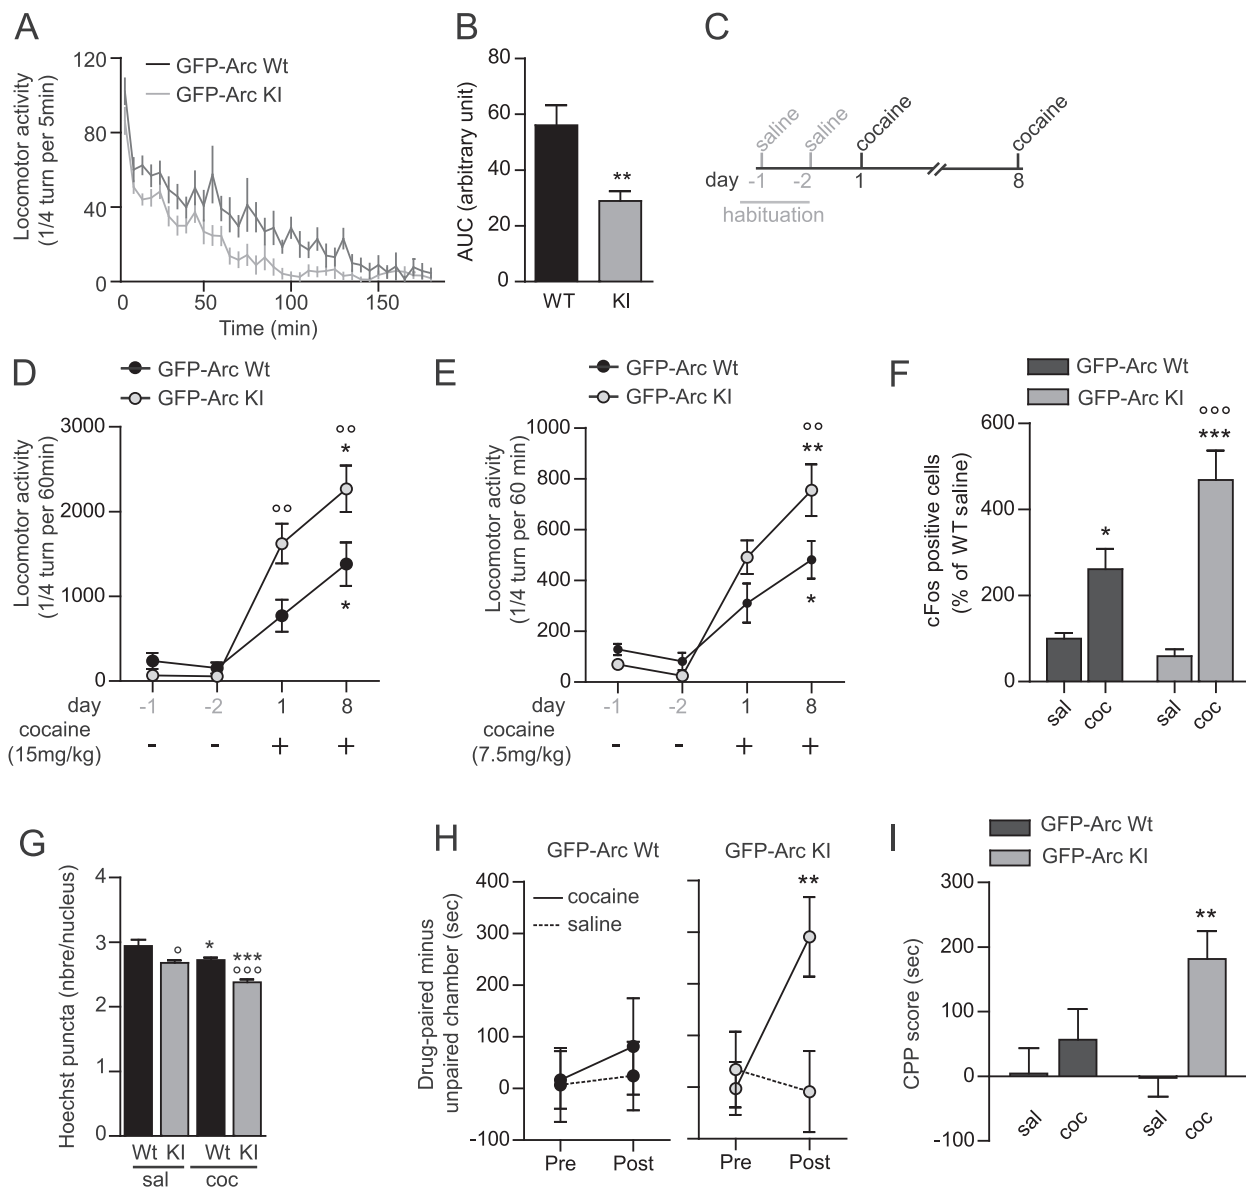 A
120
80
40
0
Locomotor activity
(1/4 turn per 5min)
GFP-Arc Wt
GFP-Arc KI
0 50 100 150
Time (min)
B
80
60
40
20
0
AUC (arbitrary unit)
**
WT KI
C
saline saline cocaine cocaine
day -1 -2 1 8
habituation
D
GFP-Arc Wt
GFP-Arc KI
3000
2000
1000
0
Locomotor activity
(1/4 turn per 60min)
°°
°°
*
*
day -1 -2 1 8
cocaine
(15mg/kg) - - + +
E
GFP-Arc Wt
GFP-Arc KI
1000
800
600
400
200
0
Locomotor activity
(1/4 turn per 60 min)
°°
**
*
day -1 -2 1 8
cocaine
(7.5mg/kg) - - + +
F
GFP-Arc Wt
GFP-Arc KI
600
400
200
0
cFos positive cells
(% of WT saline)
*
°°°
***
sal coc sal coc
G
4
3
2
1
0
Hoechst puncta (nbre/nucleus)
° * ***
°°°
Wt KI Wt KI
sal coc
H
GFP-Arc Wt GFP-Arc KI
400
300
200
100
0
-100
Drug-paired minus
unpaired chamber (sec)
cocaine
saline
**
Pre Post Pre Post
I
GFP-Arc Wt
GFP-Arc KI
300
200
100
0
-100
CPP score (sec)
**
sal coc sal coc